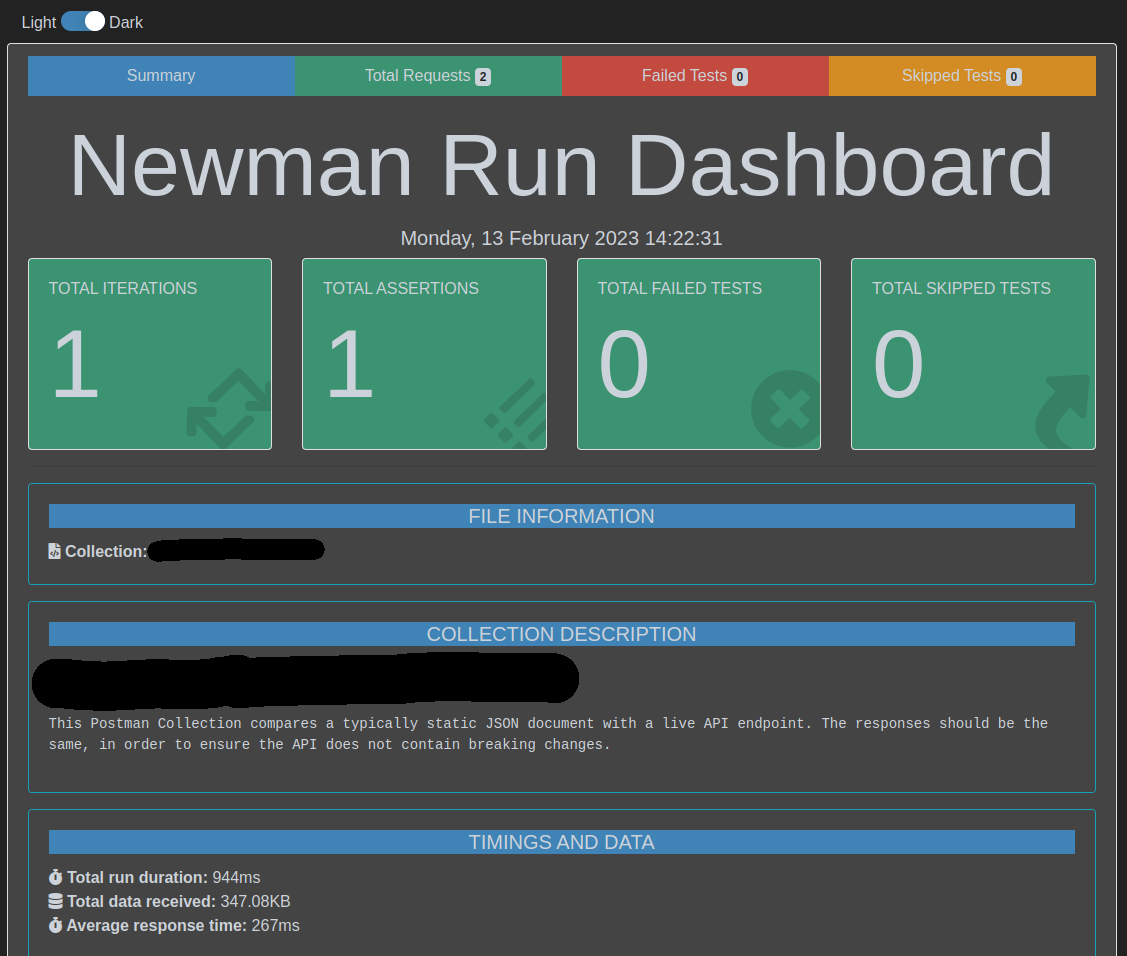 Light Dark
Summary Total Requests 2 Failed Tests 0 Skipped Tests 0
Newman Run Dashboard
Monday, 13 February 2023 14:22:31
TOTAL ITERATIONS TOTAL ASSERTIONS TOTAL FAILED TESTS TOTAL SKIPPED TESTS
1 1 0 0
FILE INFORMATION
Collection:
COLLECTION DESCRIPTION
This Postman Collection compares a typically static JSON document with a live API endpoint. The responses should be the
same, in order to ensure the API does not contain breaking changes.
TIMINGS AND DATA
Total run duration: 944ms
Total data received: 347.08KB
Average response time: 267ms